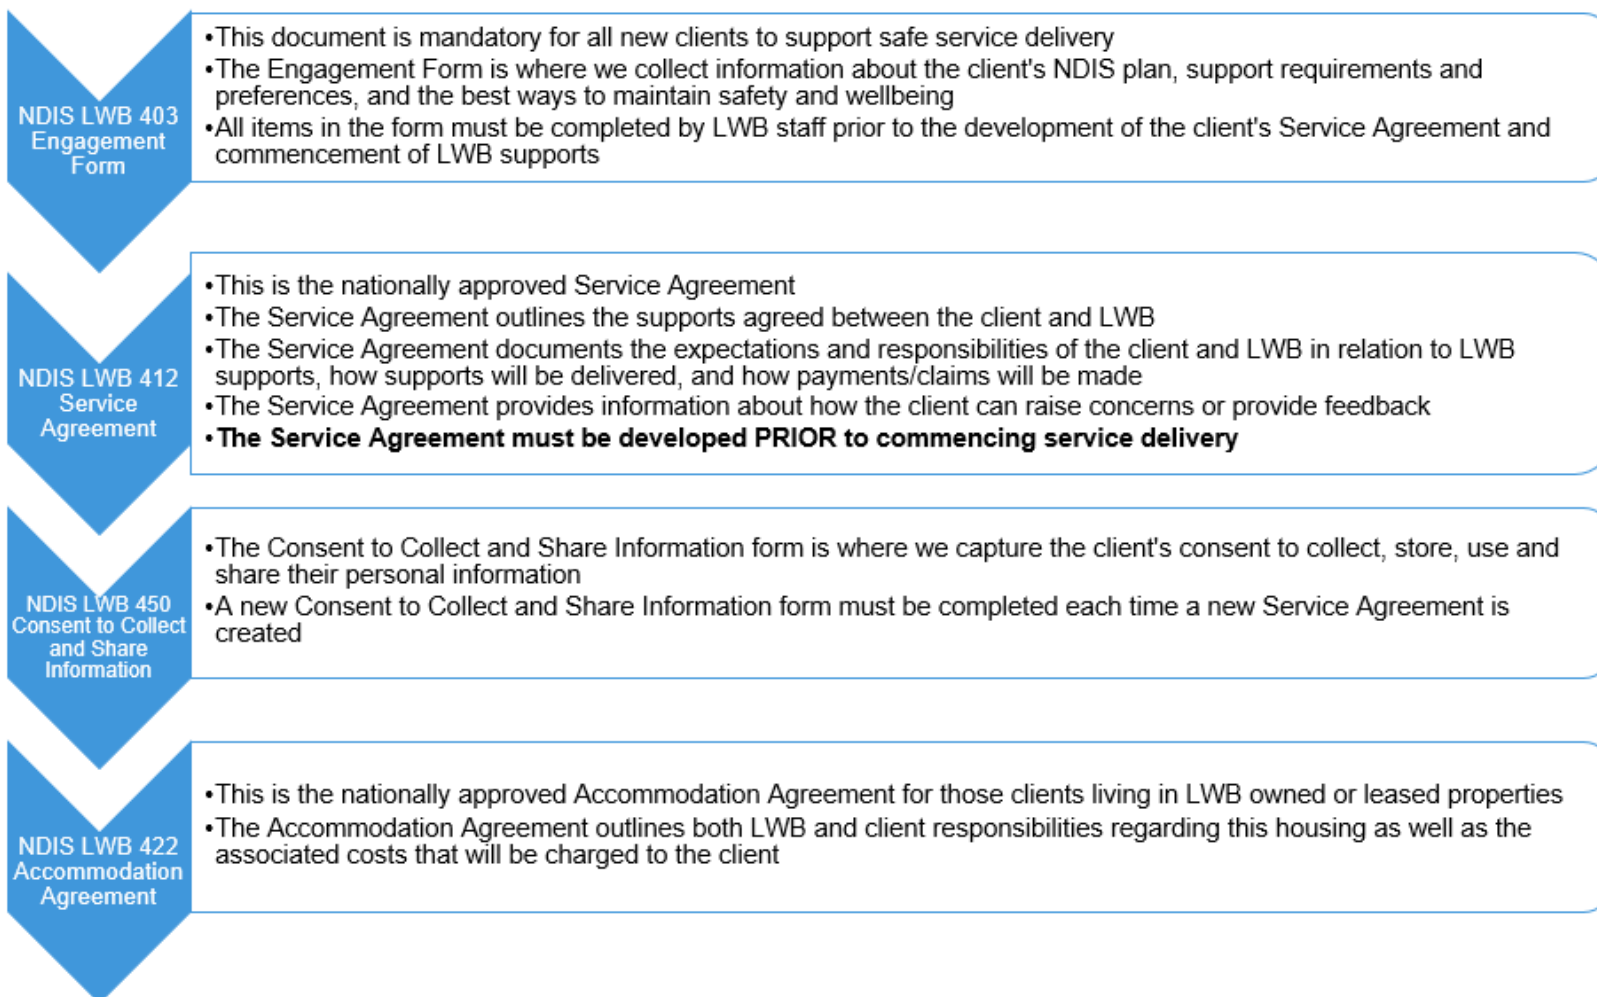 NDIS LWB 403
Engagement
Form
•This document is mandatory for all new clients to support safe service delivery
•The Engagement Form is where we collect information about the client's NDIS plan, support requirements and
preferences, and the best ways to maintain safety and wellbeing
•All items in the form must be completed by LWB staff prior to the development of the client's Service Agreement and
commencement of LWB supports
NDIS LWB 412
Service
Agreement
•This is the nationally approved Service Agreement
•The Service Agreement outlines the supports agreed between the client and LWB
•The Service Agreement documents the expectations and responsibilities of the client and LWB in relation to LWB
supports, how supports will be delivered, and how payments/claims will be made
•The Service Agreement provides information about how the client can raise concerns or provide feedback
•The Service Agreement must be developed PRIOR to commencing service delivery
NDIS LWB 450
Consent to Collect
and Share
Information
•The Consent to Collect and Share Information form is where we capture the client's consent to collect, store, use and
share their personal information
•A new Consent to Collect and Share Information form must be completed each time a new Service Agreement is
created
NDIS LWB 422
Accommodation
Agreement
•This is the nationally approved Accommodation Agreement for those clients living in LWB owned or leased properties
•The Accommodation Agreement outlines both LWB and client responsibilities regarding this housing as well as the
associated costs that will be charged to the client